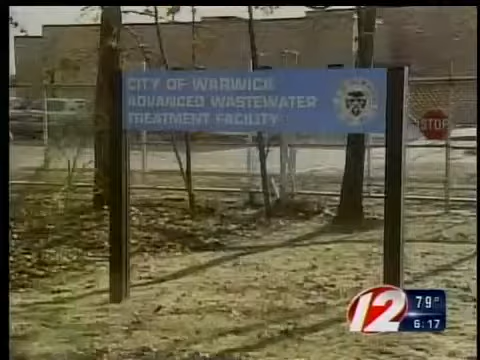 CITY OF WARWICK
ADVANCED WASTEWATER
TREATMENT FACILITY
STOP
12
79°
6:17